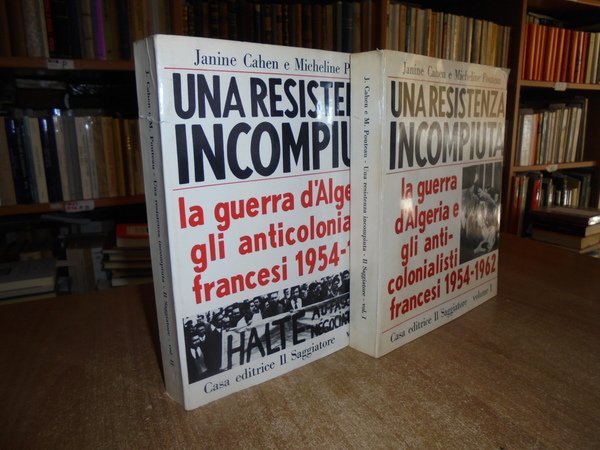 J. Cahen e M. Pouteau - Una resistenza incompiuta - Il Saggiatore - vol. II
Janine Cahen e Micheline P
UNA RESISTEN
INCOMPIU
la guerra d'Alge
gli anticolonia
francesi 1954-1
HALTE
NEGOCIER
Casa editrice Il Saggiatore v
J. Cahen e M. Pouteau - Una resistenza incompiuta - Il Saggiatore - vol. I
Janine Cahen e Micheline Pouteau
UNA RESISTENZA
INCOMPIUTA
la guerra
d'Algeria e
gli anti-
colonialisti
francesi 1954-1962
Casa editrice Il Saggiatore volume I